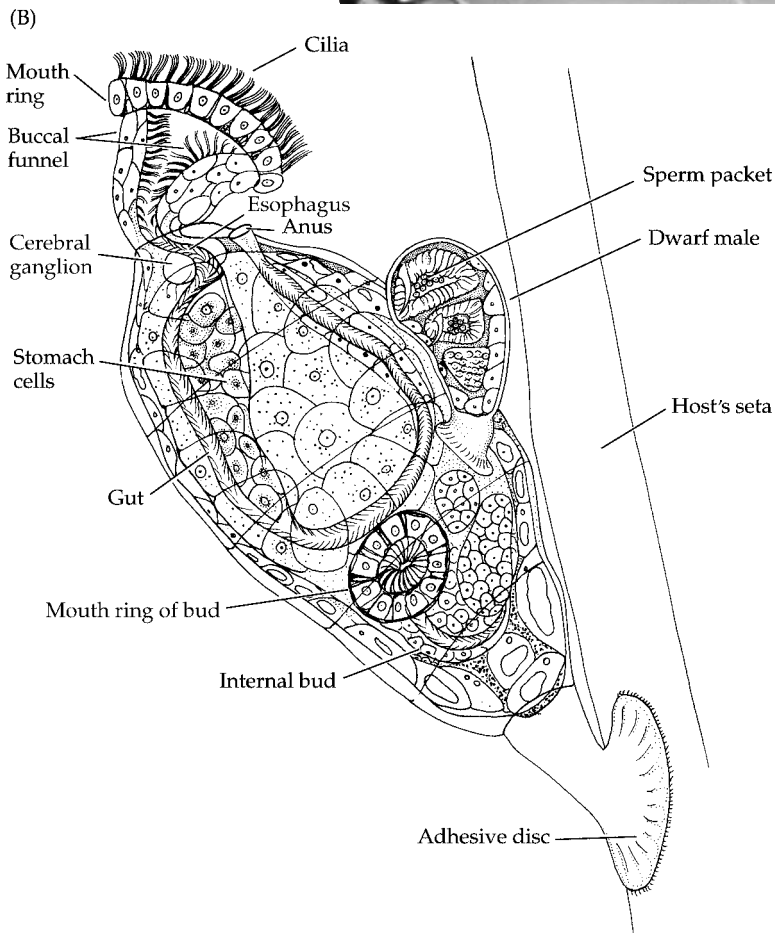 (B)
Cilia
Mouth
ring
Buccal
funnel
Sperm packet
Esophagus
Anus
Dwarf male
Cerebral
ganglion
Stomach
cells
Host's seta
Gut
Mouth ring of bud
Internal bud
Adhesive disc